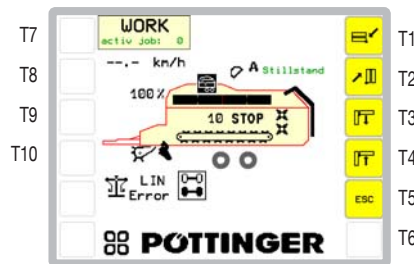 T7
WORK
activ job: 0
T1
T8
--,- km/h
A Stillstand
T2
100%
T9
10 STOP
T3
T10
T4
LIN
Error
ESC
T5
PÖTTINGER
T6